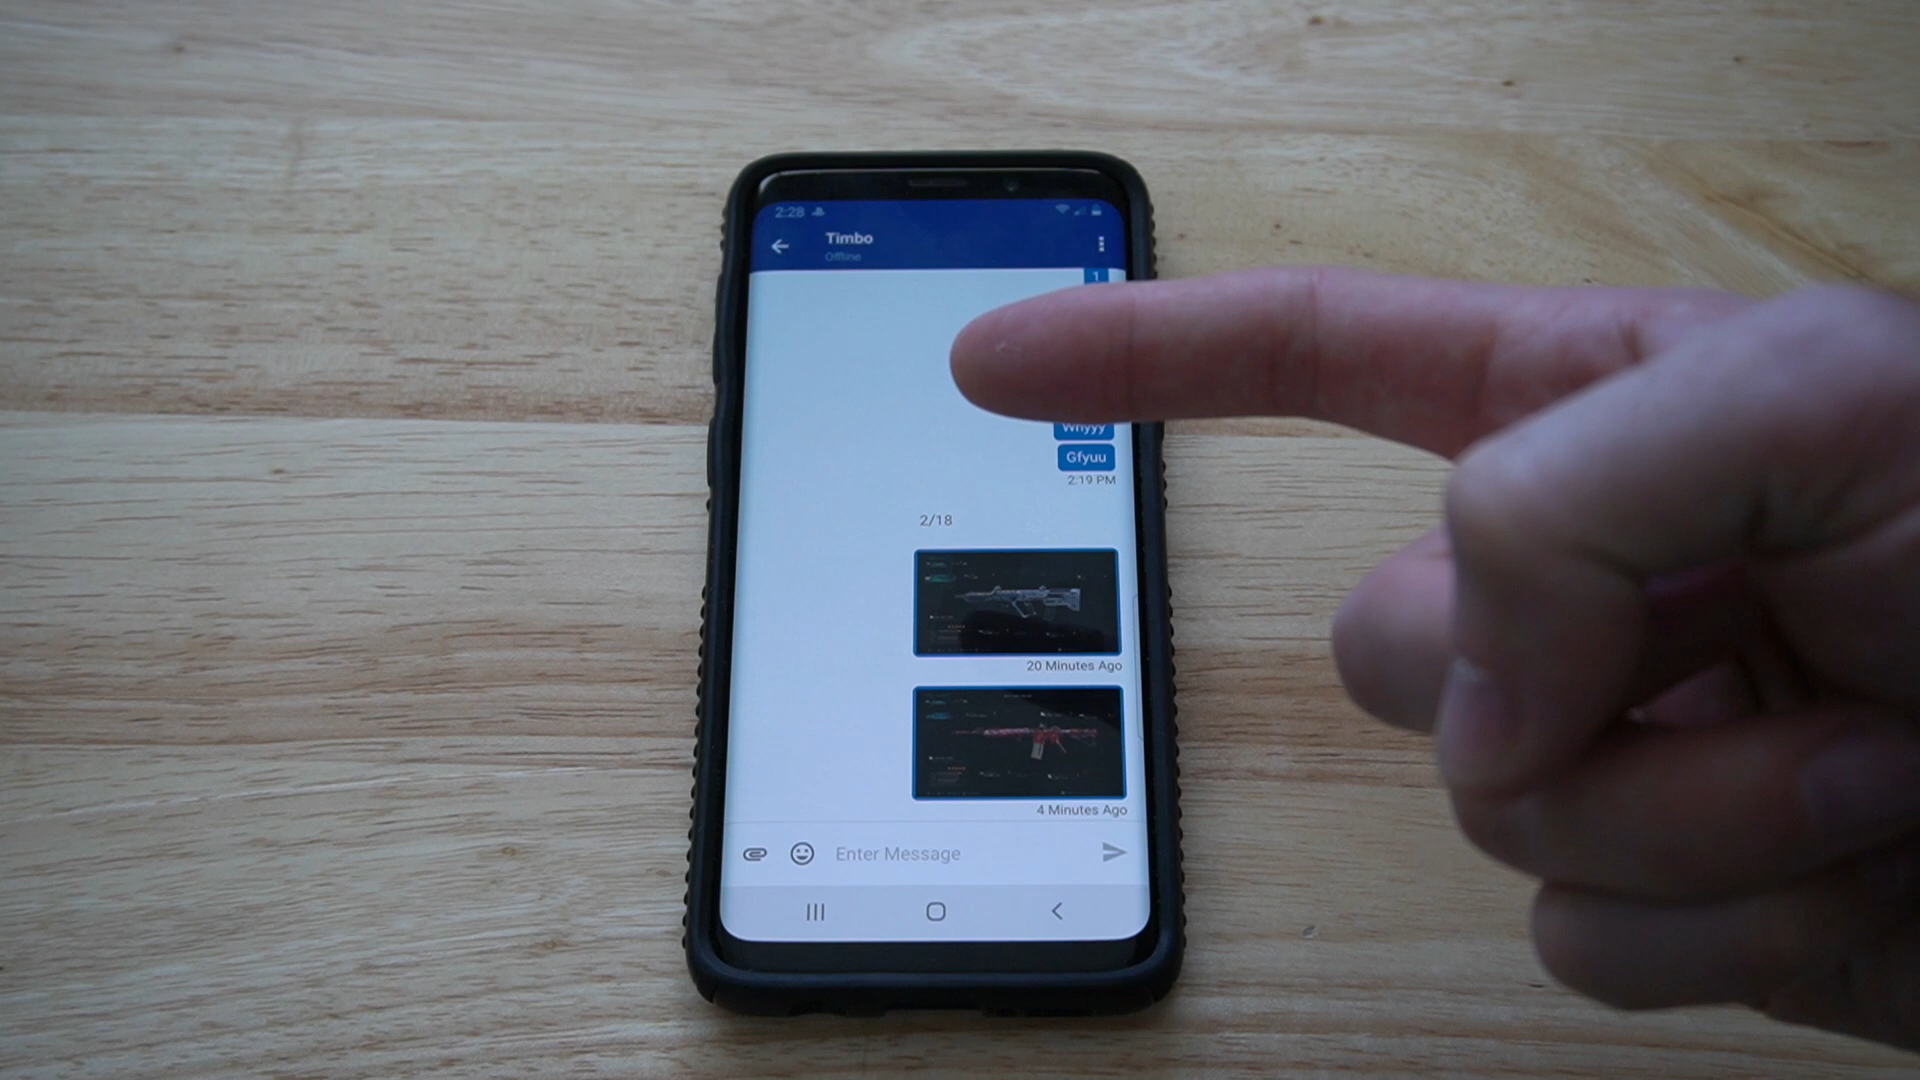 2:28
Timbo
Offline
1
Whyyy
Gfyuu
2:19 PM
2/18
20 Minutes Ago
4 Minutes Ago
Enter Message